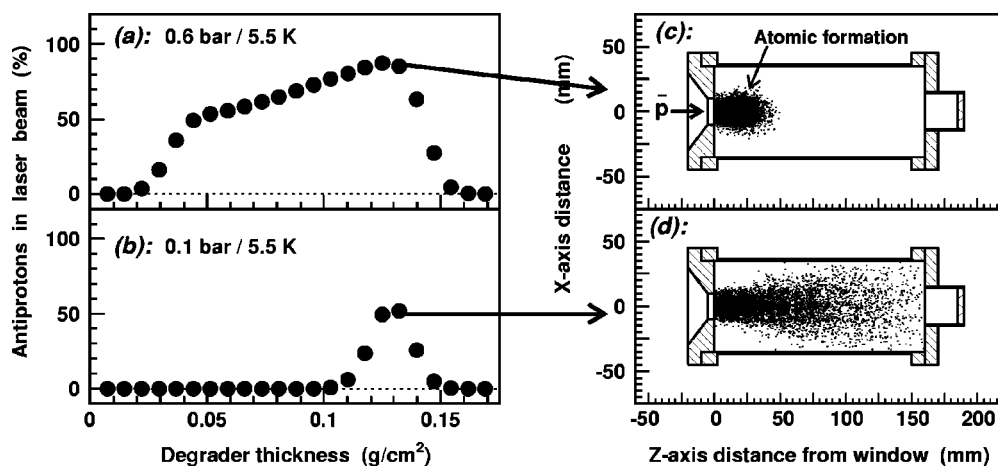 (a): 0.6 bar / 5.5 K
100
50
0
(b): 0.1 bar / 5.5 K
100
50
0
0 0.05 0.1 0.15
Degrader thickness (g/cm²)
Antiprotons in laser beam (%)
(c):
Atomic formation
p̄
50
0
-50
(d):
50
0
-50
-50 0 50 100 150 200
Z-axis distance from window (mm)
X-axis distance (mm)